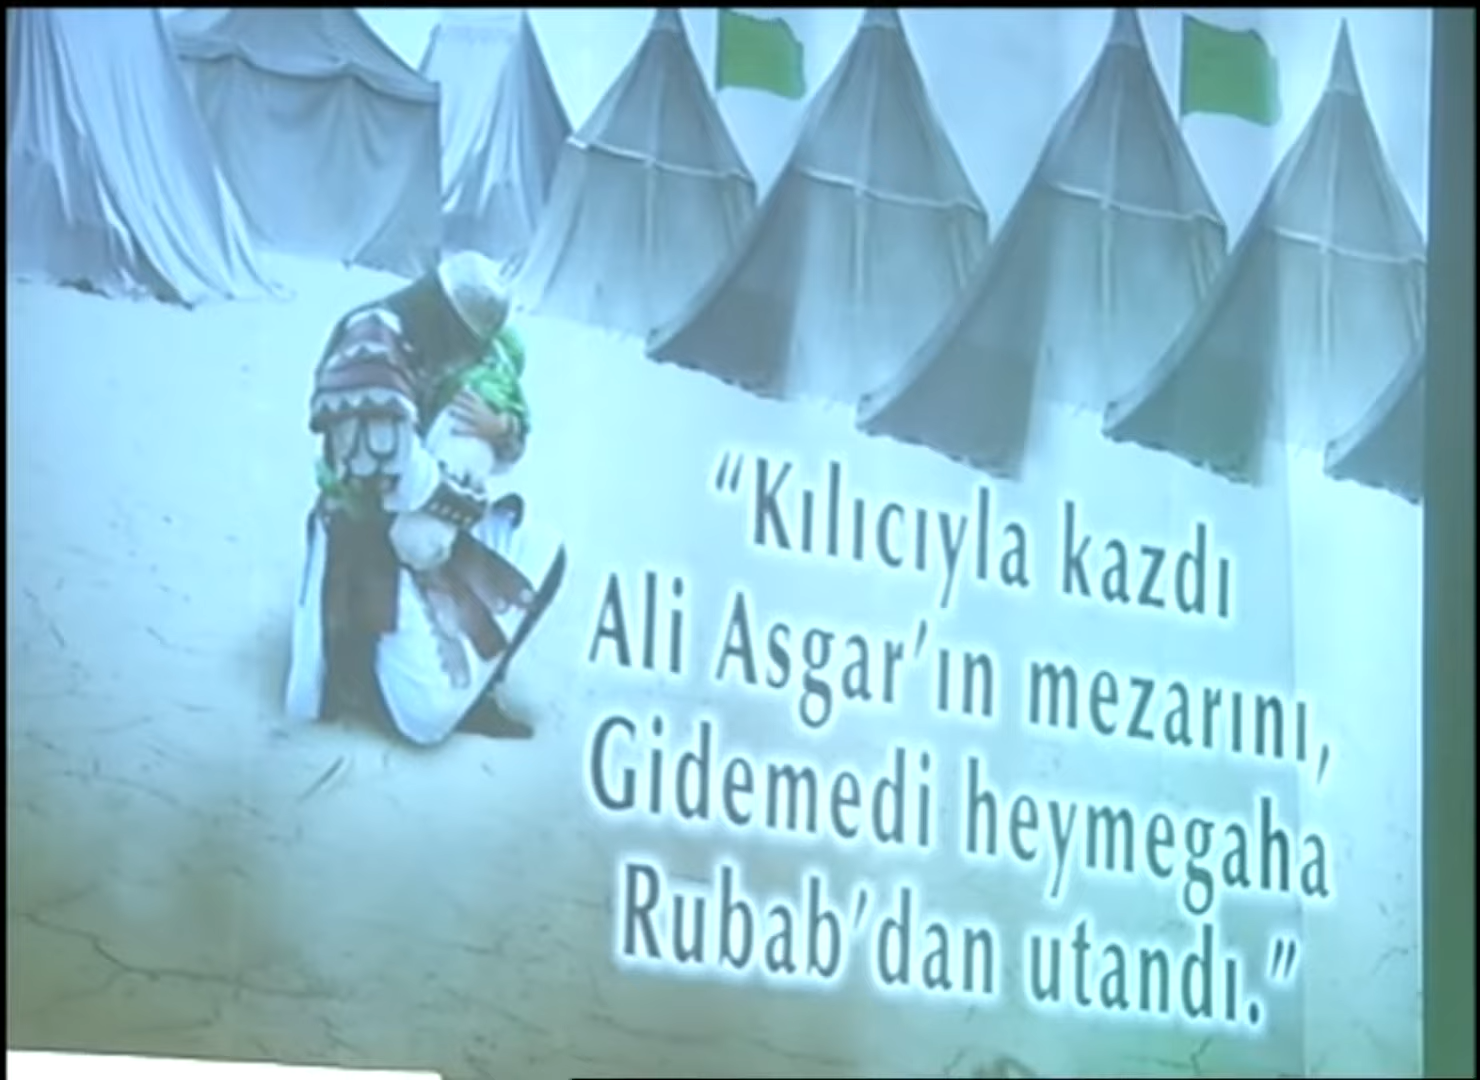 “Kılıcıyla kazdı
Ali Asgar’ın mezarını,
Gidemedi heymegaha
Rubab’dan utandı.”